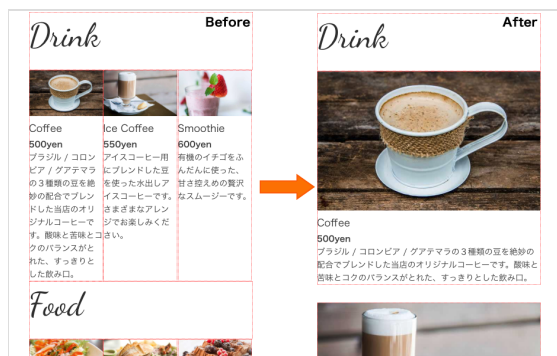 Before
Drink
Coffee
500yen
ブラジル / コロン
ビア / グアテマラ
の３種類の豆を絶
妙の配合でブレン
ドした当店のオリ
ジナルコーヒーで
す。酸味と苦味とコ
クのバランスがと
れた、すっきりと
した飲み口。
Ice Coffee
550yen
アイスコーヒー用
にブレンドした豆
を使った水出しア
イスコーヒーです。
さまざまなアレン
ジでお楽しみくだ
さい。
Smoothie
600yen
有機のイチゴをふ
んだんに使った、
甘さ控えめの贅沢
なスムージーです。
Food
After
Drink
Coffee
500yen
ブラジル / コロンビア / グアテマラの３種類の豆を絶妙の
配合でブレンドした当店のオリジナルコーヒーです。酸味と
苦味とコクのバランスがとれた、すっきりとした飲み口。